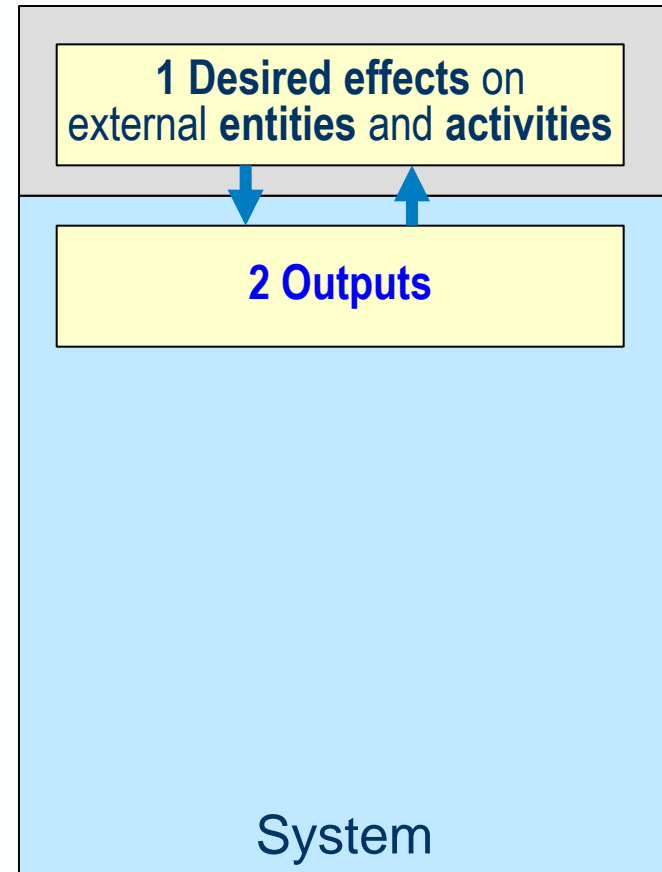 1 Desired effects on
external entities and activities
2 Outputs
System